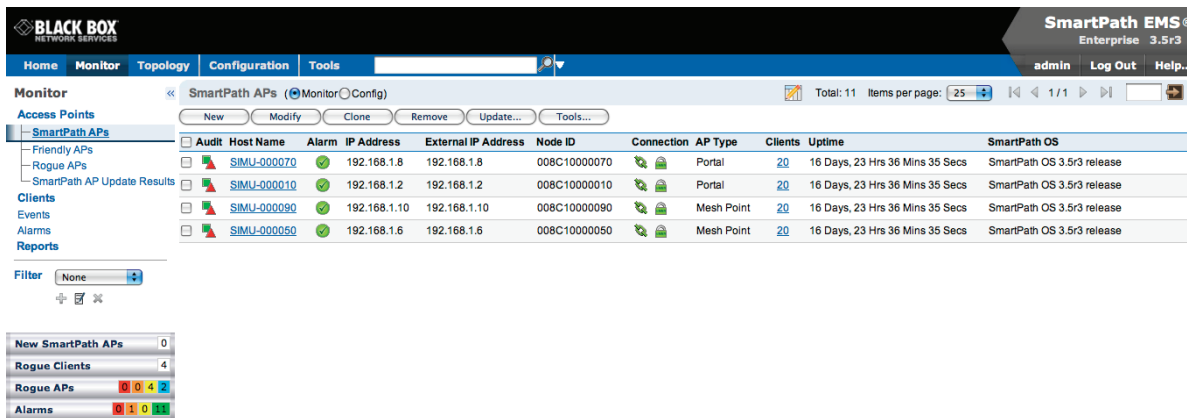 BLACK BOX
NETWORK SERVICES
SmartPath EMS
Enterprise 3.5r3
Home Monitor Topology Configuration Tools
admin Log Out Help..
Monitor «
SmartPath APs (Monitor Config)
Total: 11 Items per page: 25 1/1
Access Points
SmartPath APs
Friendly APs
Rogue APs
SmartPath AP Update Results
Clients
Events
Alarms
Reports
Filter None
New Modify Clone Remove Update... Tools...
Audit Host Name Alarm IP Address External IP Address Node ID Connection AP Type Clients Uptime SmartPath OS
SIMU-000070 192.168.1.8 192.168.1.8 008C10000070 Portal 20 16 Days, 23 Hrs 36 Mins 35 Secs SmartPath OS 3.5r3 release
SIMU-000010 192.168.1.2 192.168.1.2 008C10000010 Portal 20 16 Days, 23 Hrs 36 Mins 35 Secs SmartPath OS 3.5r3 release
SIMU-000090 192.168.1.10 192.168.1.10 008C10000090 Mesh Point 20 16 Days, 23 Hrs 36 Mins 35 Secs SmartPath OS 3.5r3 release
SIMU-000050 192.168.1.6 192.168.1.6 008C10000050 Mesh Point 20 16 Days, 23 Hrs 36 Mins 35 Secs SmartPath OS 3.5r3 release
New SmartPath APs 0
Rogue Clients 4
Rogue APs 0 0 4 2
Alarms 0 1 0 11